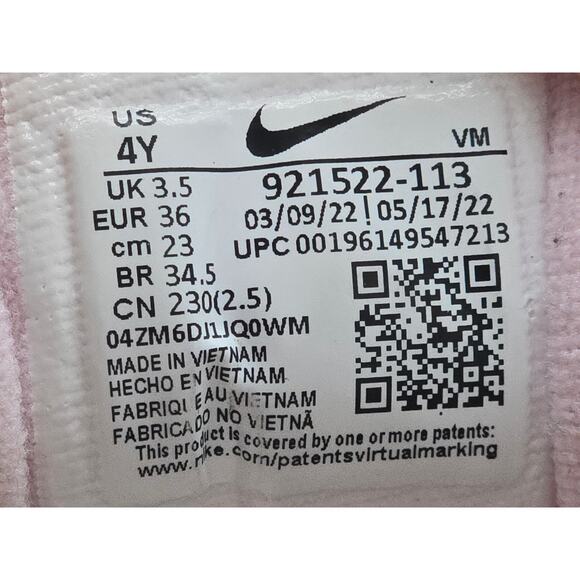 US
4Y
VM
UK 3.5
921522-113
EUR 36
03/09/22 | 05/17/22
cm 23
UPC 00196149547213
BR 34.5
CN 230(2.5)
04ZM6DJ1JQ0WM
MADE IN VIETNAM
HECHO EN VIETNAM
FABRIQUE AU VIETNAM
FABRICADO NO VIETNÃ
This product is covered by one or more patents:
www.nike.com/patentsvirtualmarking